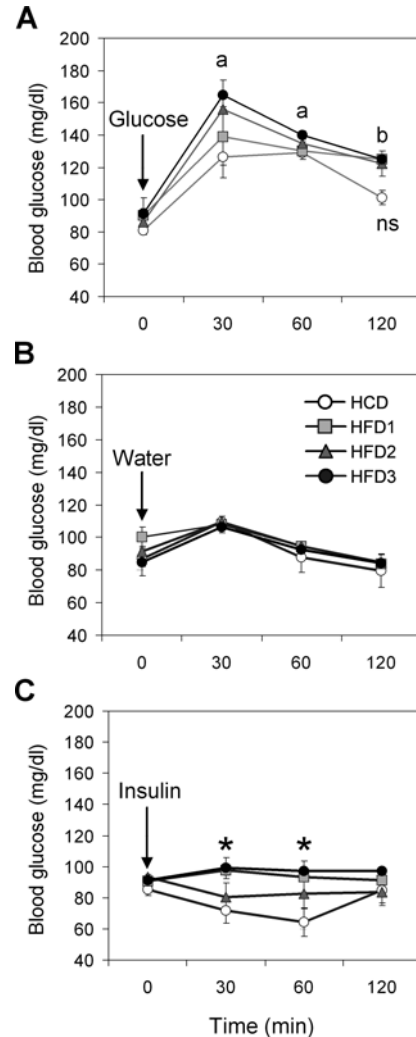 A
Blood glucose (mg/dl)
200
180
160
140
120
100
80
60
40
Glucose
a
a
b
ns
0 30 60 120
B
Blood glucose (mg/dl)
200
180
160
140
120
100
80
60
40
Water
HCD
HFD1
HFD2
HFD3
0 30 60 120
C
Blood glucose (mg/dl)
200
180
160
140
120
100
80
60
40
Insulin
* *
0 30 60 120
Time (min)